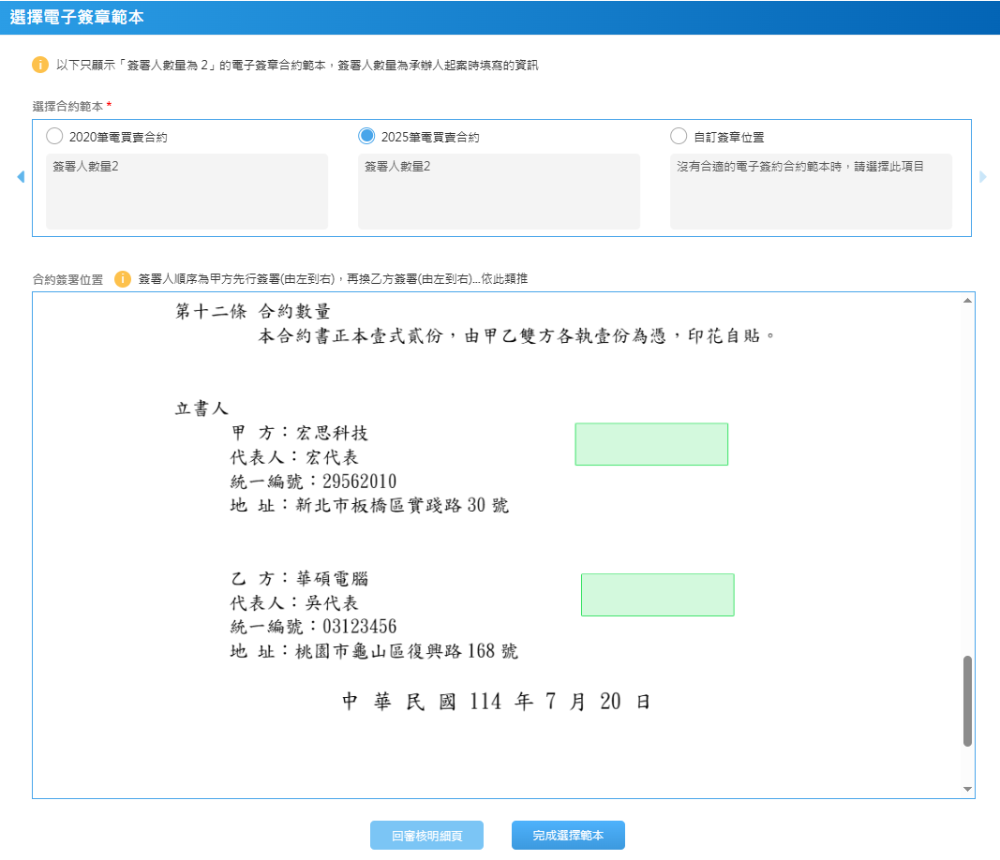 選擇電子簽章範本
以下只顯示「簽署人數量為 2」的電子簽章合約範本，簽署人數量為承辦人起案時填寫的資訊
選擇合約範本 *
2020筆電買賣合約
2025筆電買賣合約
自訂簽章位置
簽署人數量2
簽署人數量2
沒有合適的電子簽約合約範本時，請選擇此項目
合約簽署位置
簽署人順序為甲方先行簽署(由左到右)，再換乙方簽署(由左到右)...依此類推
第十二條 合約數量
本合約書正本壹式貳份，由甲乙雙方各執壹份為憑，印花自貼。
立書人
甲 方：宏思科技
代表人：宏代表
統一編號：29562010
地 址：新北市板橋區實踐路 30 號
乙 方：華碩電腦
代表人：吳代表
統一編號：03123456
地 址：桃園市龜山區復興路 168 號
中 華 民 國 114 年 7 月 20 日
回審核明細頁
完成選擇範本